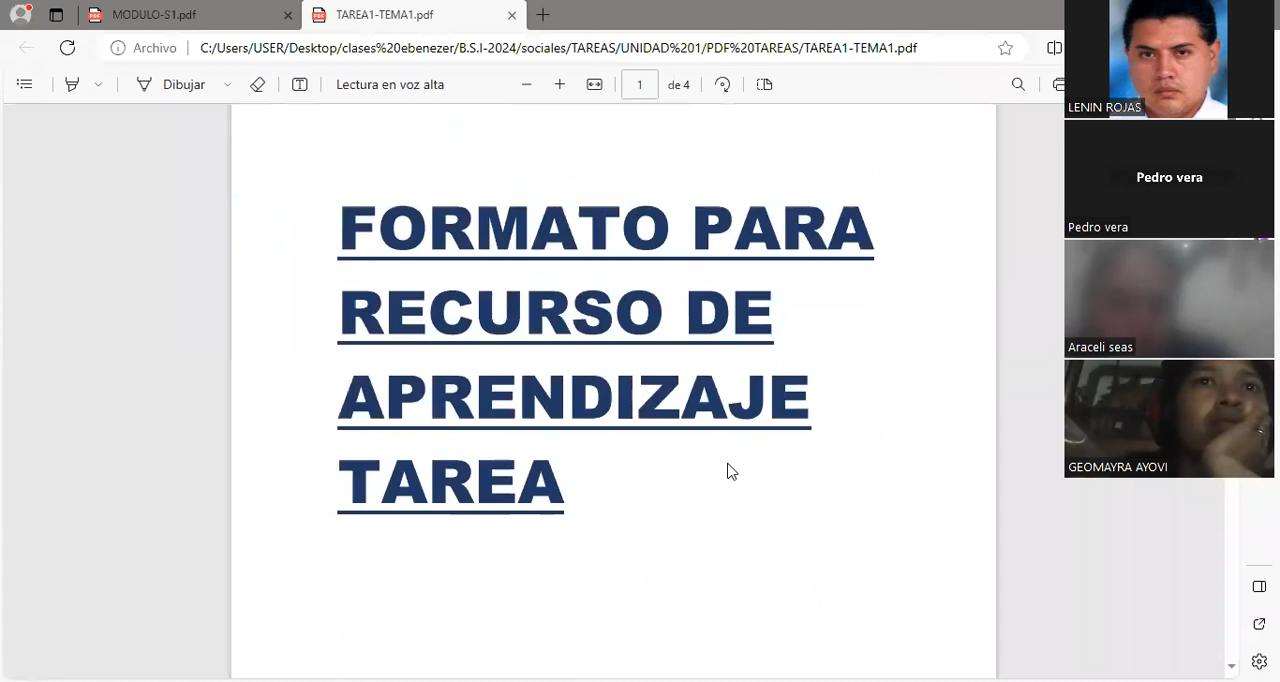 MODULO-S1.pdf
TAREA1-TEMA1.pdf
Archivo
C:/Users/USER/Desktop/clases%20ebenezer/B.S.I-2024/sociales/TAREAS/UNIDAD%201/PDF%20TAREAS/TAREA1-TEMA1.pdf
Dibujar
Lectura en voz alta
1
de 4
FORMATO PARA
RECURSO DE
APRENDIZAJE
TAREA
LENIN ROJAS
Pedro vera
Pedro vera
Araceli seas
GEOMAYRA AYOVI